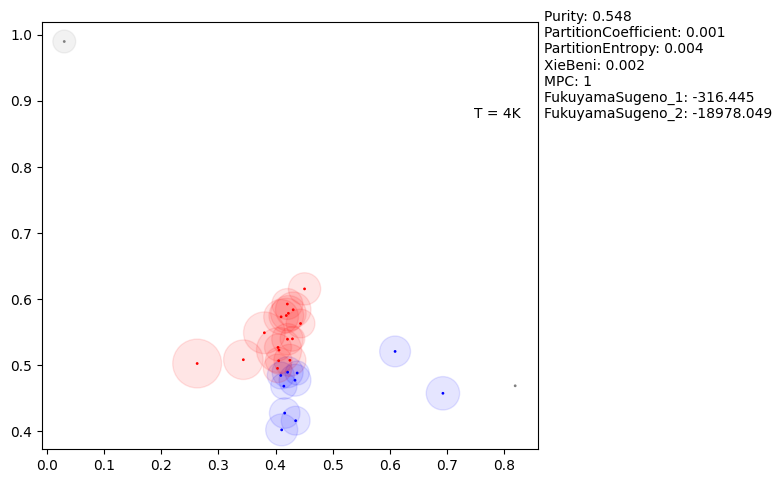 Purity: 0.548
PartitionCoefficient: 0.001
PartitionEntropy: 0.004
XieBeni: 0.002
MPC: 1
FukuyamaSugeno_1: -316.445
FukuyamaSugeno_2: -18978.049
T = 4K
1.0
0.9
0.8
0.7
0.6
0.5
0.4
0.0 0.1 0.2 0.3 0.4 0.5 0.6 0.7 0.8